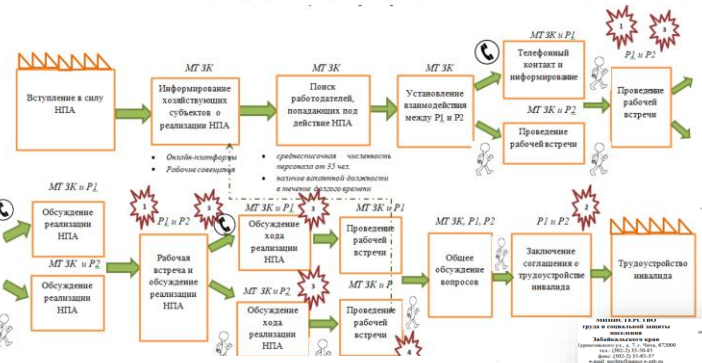 МТ ЗК
МТ ЗК
МТ ЗК
МТ ЗК и Р1
1
3
Р1 и Р2
Вступление в силу
НПА
Информирование
хозяйствующих
субъектов о
реализации НПА
Поиск
работодателей,
попадающих под
действие НПА
Установление
взаимодействия
между Р1 и Р2
Телефонный
контакт и
информирование
МТ ЗК и Р2
Проведение
рабочей встречи
Проведение
рабочей
встречи
Онлайн-платформы
Рабочие совещания
среднесписочная численность
персонала от 35 чел.
наличие вакантной должности
в течение долгого времени
МТ ЗК и Р1
Обсуждение
реализации
НПА
МТ ЗК и Р2
Обсуждение
реализации
НПА
1
3
Р1 и Р2
Рабочая
встреча и
обсуждение
реализации
НПА
МТ ЗК и Р1
3
Обсуждение
хода
реализации
НПА
МТ ЗК и Р2
3
Обсуждение
хода
реализации
НПА
МТ ЗК и Р1
Проведение
рабочей
встречи
МТ ЗК и Р
Проведение
рабочей
встречи
4
МТ ЗК, Р1, Р2
Общее
обсуждение
вопросов
Р1 и Р2
2
Заключение
соглашения о
трудоустройстве
инвалида
Трудоустройство
инвалида
МИНИСТЕРСТВО
труда и социальной защиты
населения
Забайкальского края